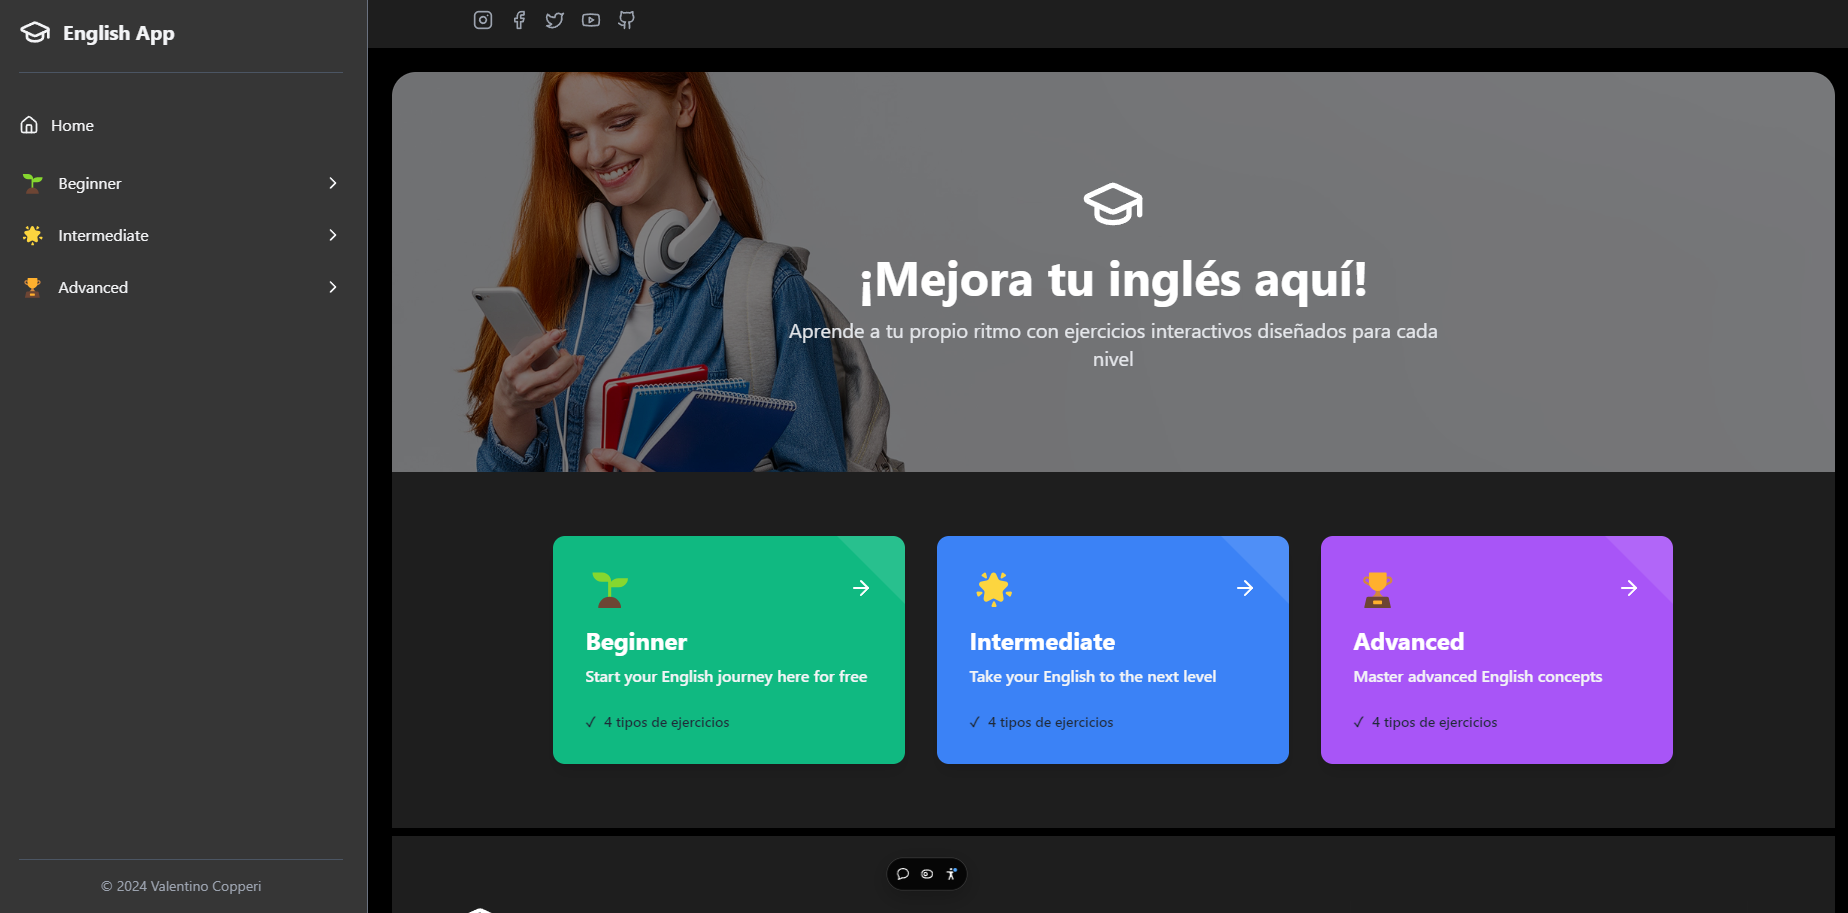 English App
Home
Beginner
Intermediate
Advanced
© 2024 Valentino Copperi
¡Mejora tu inglés aquí!
Aprende a tu propio ritmo con ejercicios interactivos diseñados para cada
nivel
Beginner
Start your English journey here for free
✓ 4 tipos de ejercicios
Intermediate
Take your English to the next level
✓ 4 tipos de ejercicios
Advanced
Master advanced English concepts
✓ 4 tipos de ejercicios